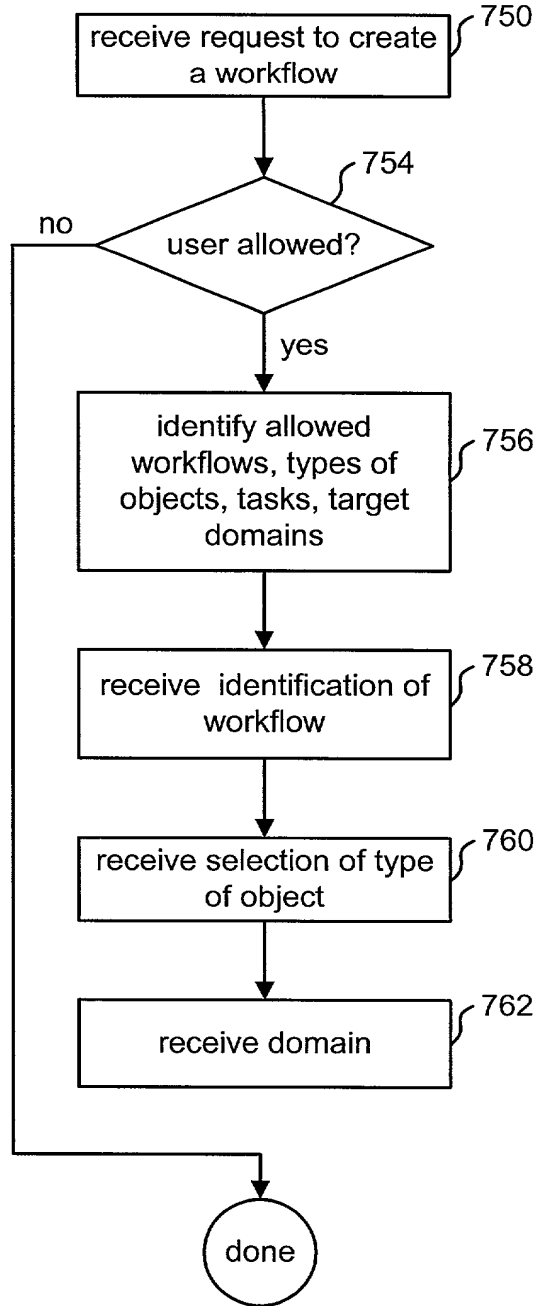 receive request to create
a workflow
750
754
no
user allowed?
yes
identify allowed
workflows, types of
objects, tasks, target
domains
756
receive identification of
workflow
758
receive selection of type
of object
760
receive domain
762
done